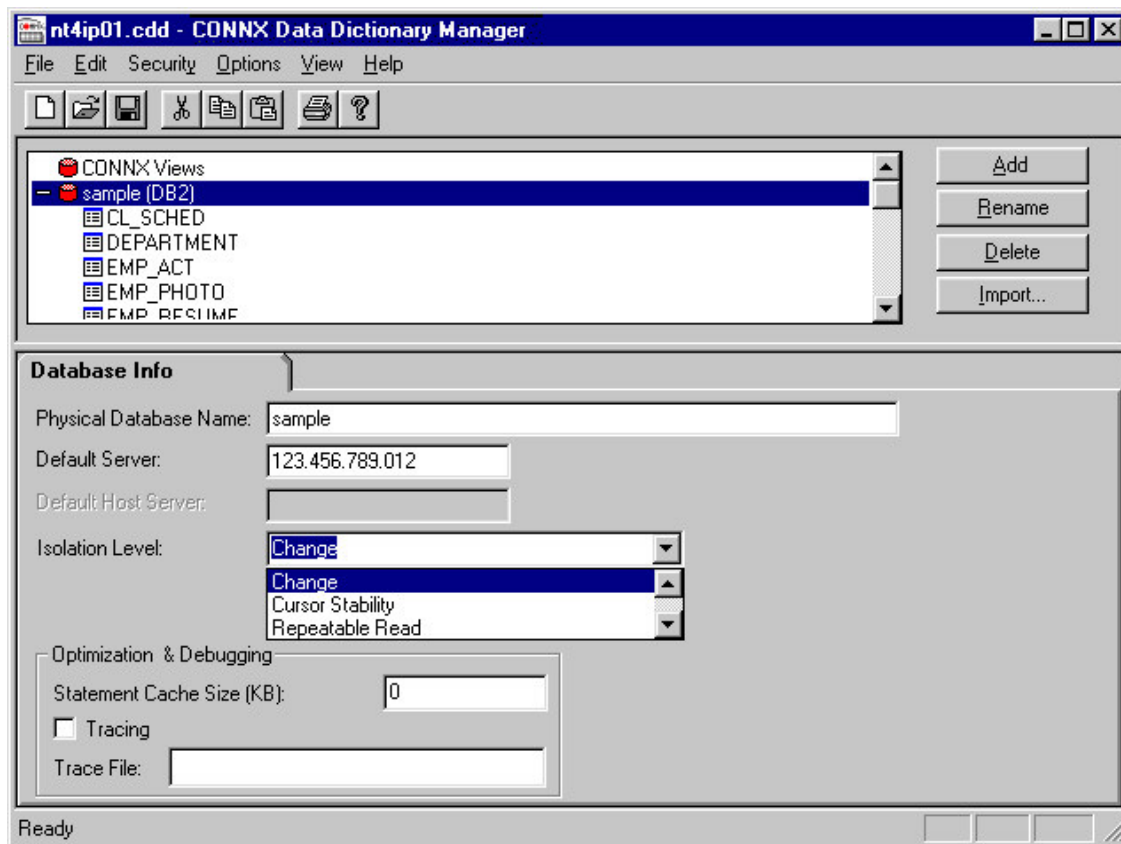 nt4ip01.cdd - CONNX Data Dictionary Manager
File Edit Security Options View Help
CONNX Views
sample (DB2)
CL_SCHED
DEPARTMENT
EMP_ACT
EMP_PHOTO
EMP_RESUME
Add
Rename
Delete
Import...
Database Info
Physical Database Name: sample
Default Server: 123.456.789.012
Default Host Server:
Isolation Level: Change
Change
Cursor Stability
Repeatable Read
Optimization & Debugging
Statement Cache Size (KB): 0
Tracing
Trace File:
Ready